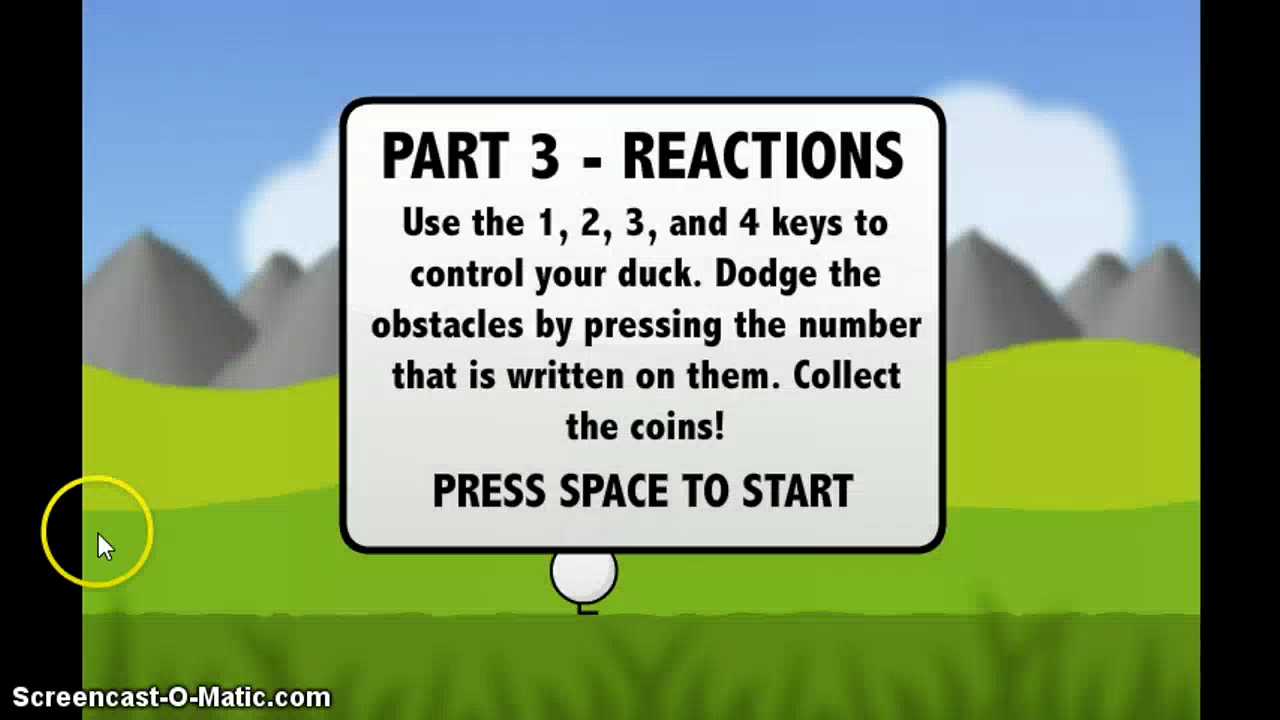 PART 3 - REACTIONS
Use the 1, 2, 3, and 4 keys to
control your duck. Dodge the
obstacles by pressing the number
that is written on them. Collect
the coins!
PRESS SPACE TO START
Screencast-O-Matic.com